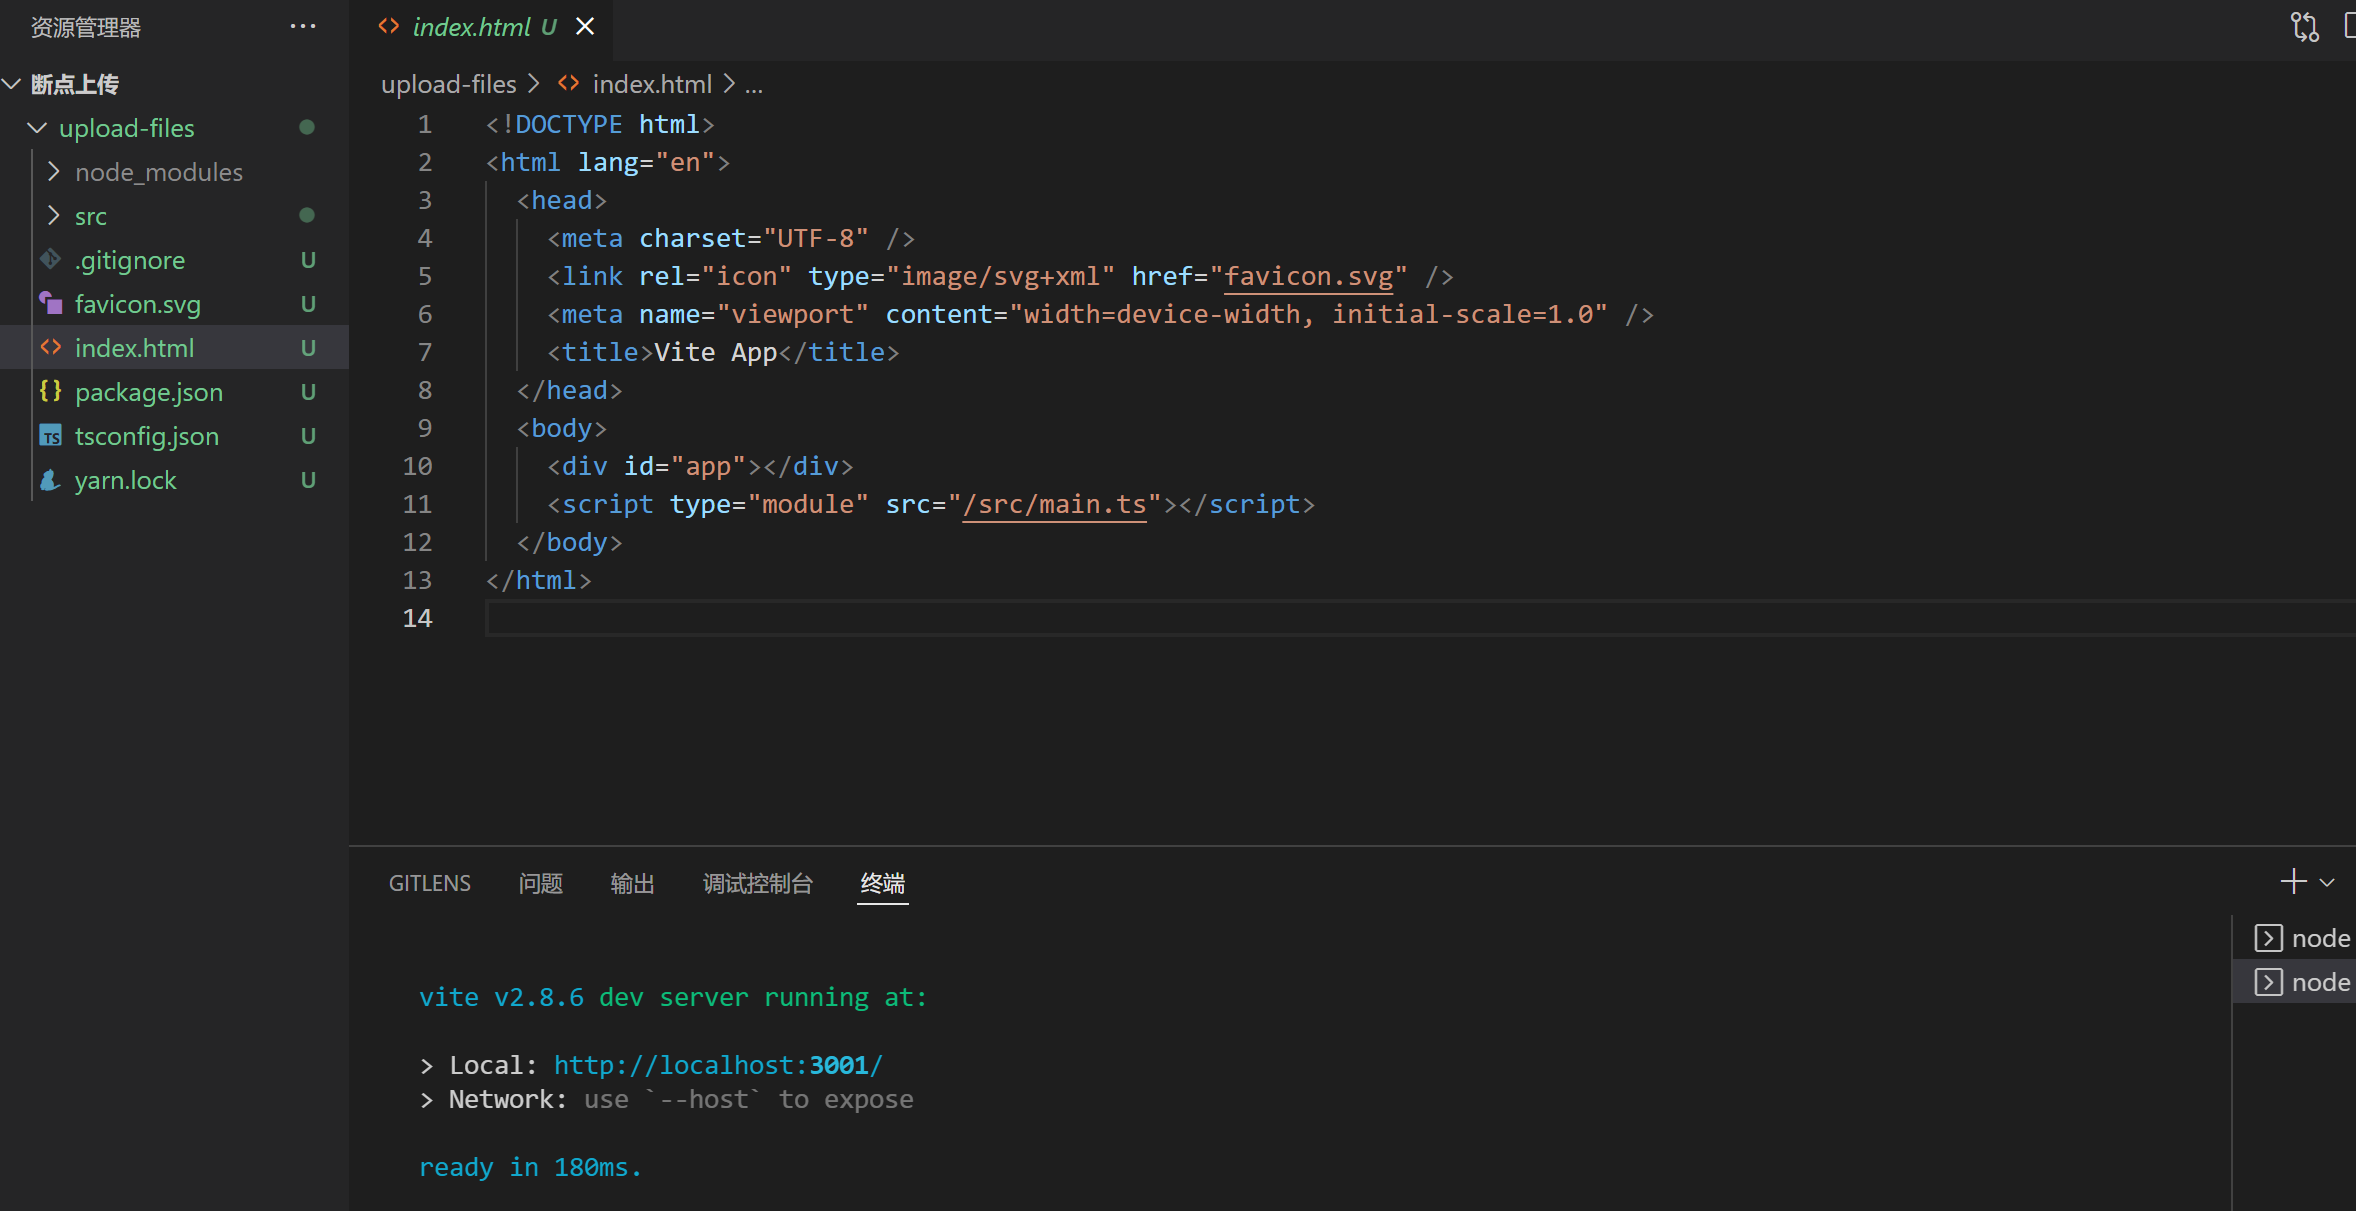 资源管理器 ···
断点上传
upload-files
node_modules
src
.gitignore U
favicon.svg U
index.html U
package.json U
tsconfig.json U
yarn.lock U
index.html U
upload-files > index.html > ...
1 <!DOCTYPE html>
2 <html lang="en">
3 <head>
4 <meta charset="UTF-8" />
5 <link rel="icon" type="image/svg+xml" href="favicon.svg" />
6 <meta name="viewport" content="width=device-width, initial-scale=1.0" />
7 <title>Vite App</title>
8 </head>
9 <body>
10 <div id="app"></div>
11 <script type="module" src="/src/main.ts"></script>
12 </body>
13 </html>
14
GITLENS 问题 输出 调试控制台 终端
vite v2.8.6 dev server running at:
> Local: http://localhost:3001/
> Network: use `--host` to expose
ready in 180ms.
node
node